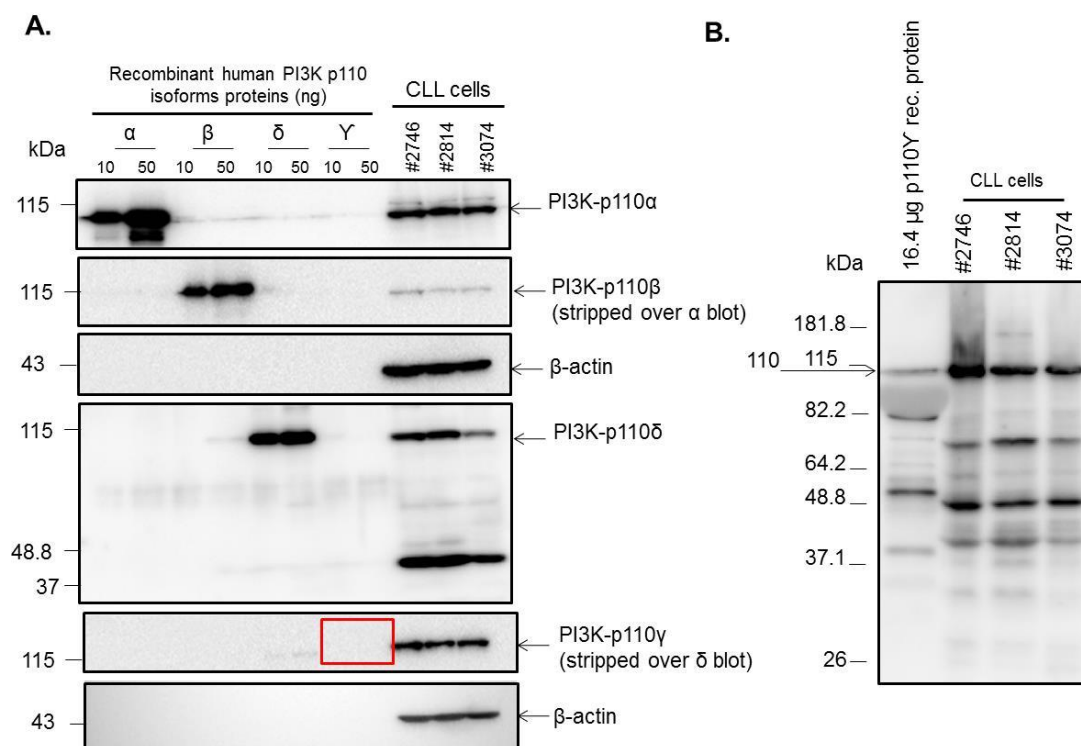 A.
Recombinant human PI3K p110
isoforms proteins (ng)
CLL cells
α β δ ϒ
kDa
10 50 10 50 10 50 10 50
#2746
#2814
#3074
115
PI3K-p110α
115
PI3K-p110β
(stripped over α blot)
43
β-actin
115
PI3K-p110δ
48.8
37
PI3K-p110γ
(stripped over δ blot)
115
43
β-actin
B.
16.4 µg p110ϒ rec. protein
CLL cells
#2746
#2814
#3074
kDa
181.8
110 115
82.2
64.2
48.8
37.1
26